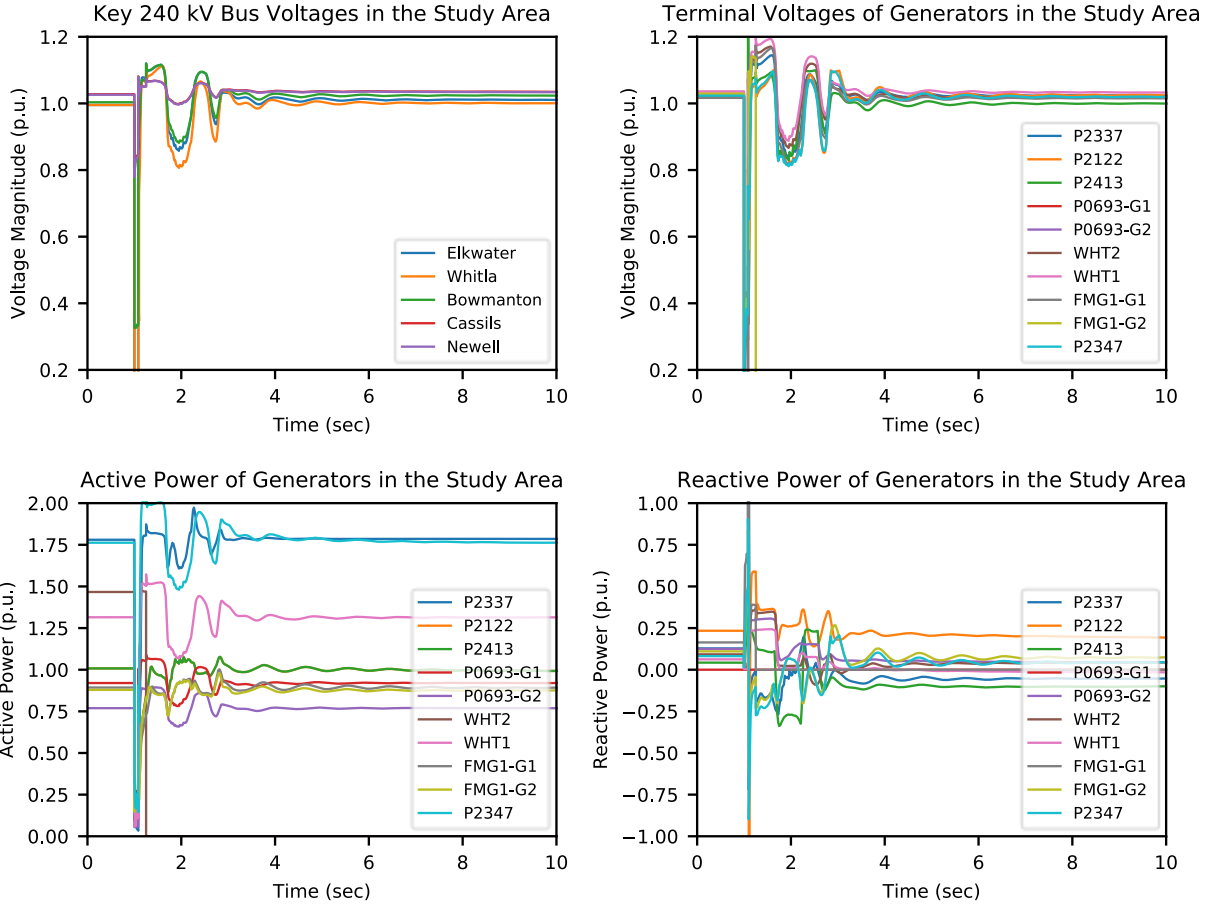 Key 240 kV Bus Voltages in the Study Area
1.2
1.0
0.8
0.6
0.4
0.2
Voltage Magnitude (p.u.)
Elkwater
Whitla
Bowmanton
Cassils
Newell
0 2 4 6 8 10
Time (sec)
Terminal Voltages of Generators in the Study Area
1.2
1.0
0.8
0.6
0.4
0.2
Voltage Magnitude (p.u.)
P2337
P2122
P2413
P0693-G1
P0693-G2
WHT2
WHT1
FMG1-G1
FMG1-G2
P2347
0 2 4 6 8 10
Time (sec)
Active Power of Generators in the Study Area
2.00
1.75
1.50
1.25
1.00
0.75
0.50
0.25
0.00
Active Power (p.u.)
P2337
P2122
P2413
P0693-G1
P0693-G2
WHT2
WHT1
FMG1-G1
FMG1-G2
P2347
0 2 4 6 8 10
Time (sec)
Reactive Power of Generators in the Study Area
1.00
0.75
0.50
0.25
0.00
−0.25
−0.50
−0.75
−1.00
Reactive Power (p.u.)
P2337
P2122
P2413
P0693-G1
P0693-G2
WHT2
WHT1
FMG1-G1
FMG1-G2
P2347
0 2 4 6 8 10
Time (sec)